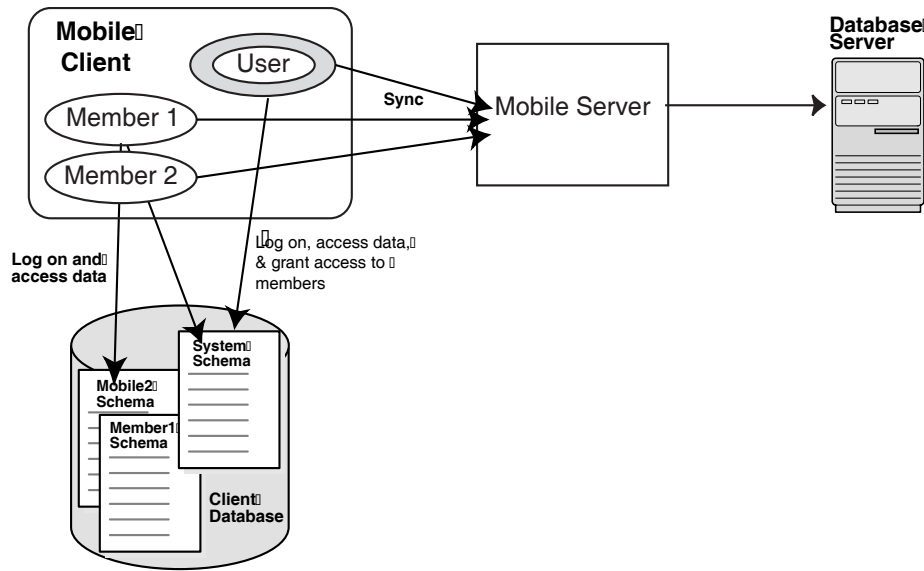 Mobile
Client
User
Member 1
Member 2
Sync
Mobile Server
Database
Server
Log on and
access data
Log on, access data,
& grant access to
members
System
Schema
Mobile2
Schema
Member1
Schema
Client
Database